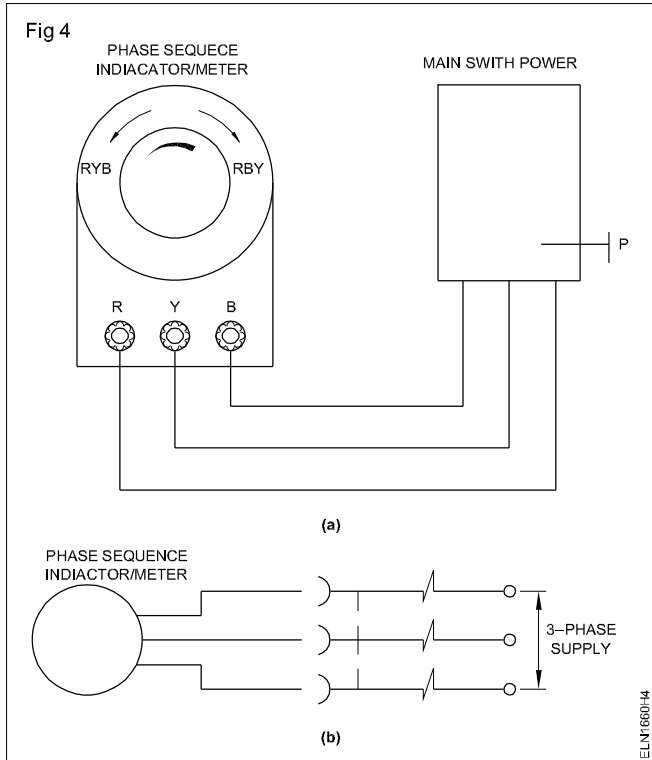 Fig 4
PHASE SEQUECE
INDIACATOR/METER
MAIN SWITH POWER
RYB
RBY
P
R Y B
(a)
PHASE SEQUENCE
INDIACTOR/METER
3–PHASE
SUPPLY
(b)
ELN1660H4